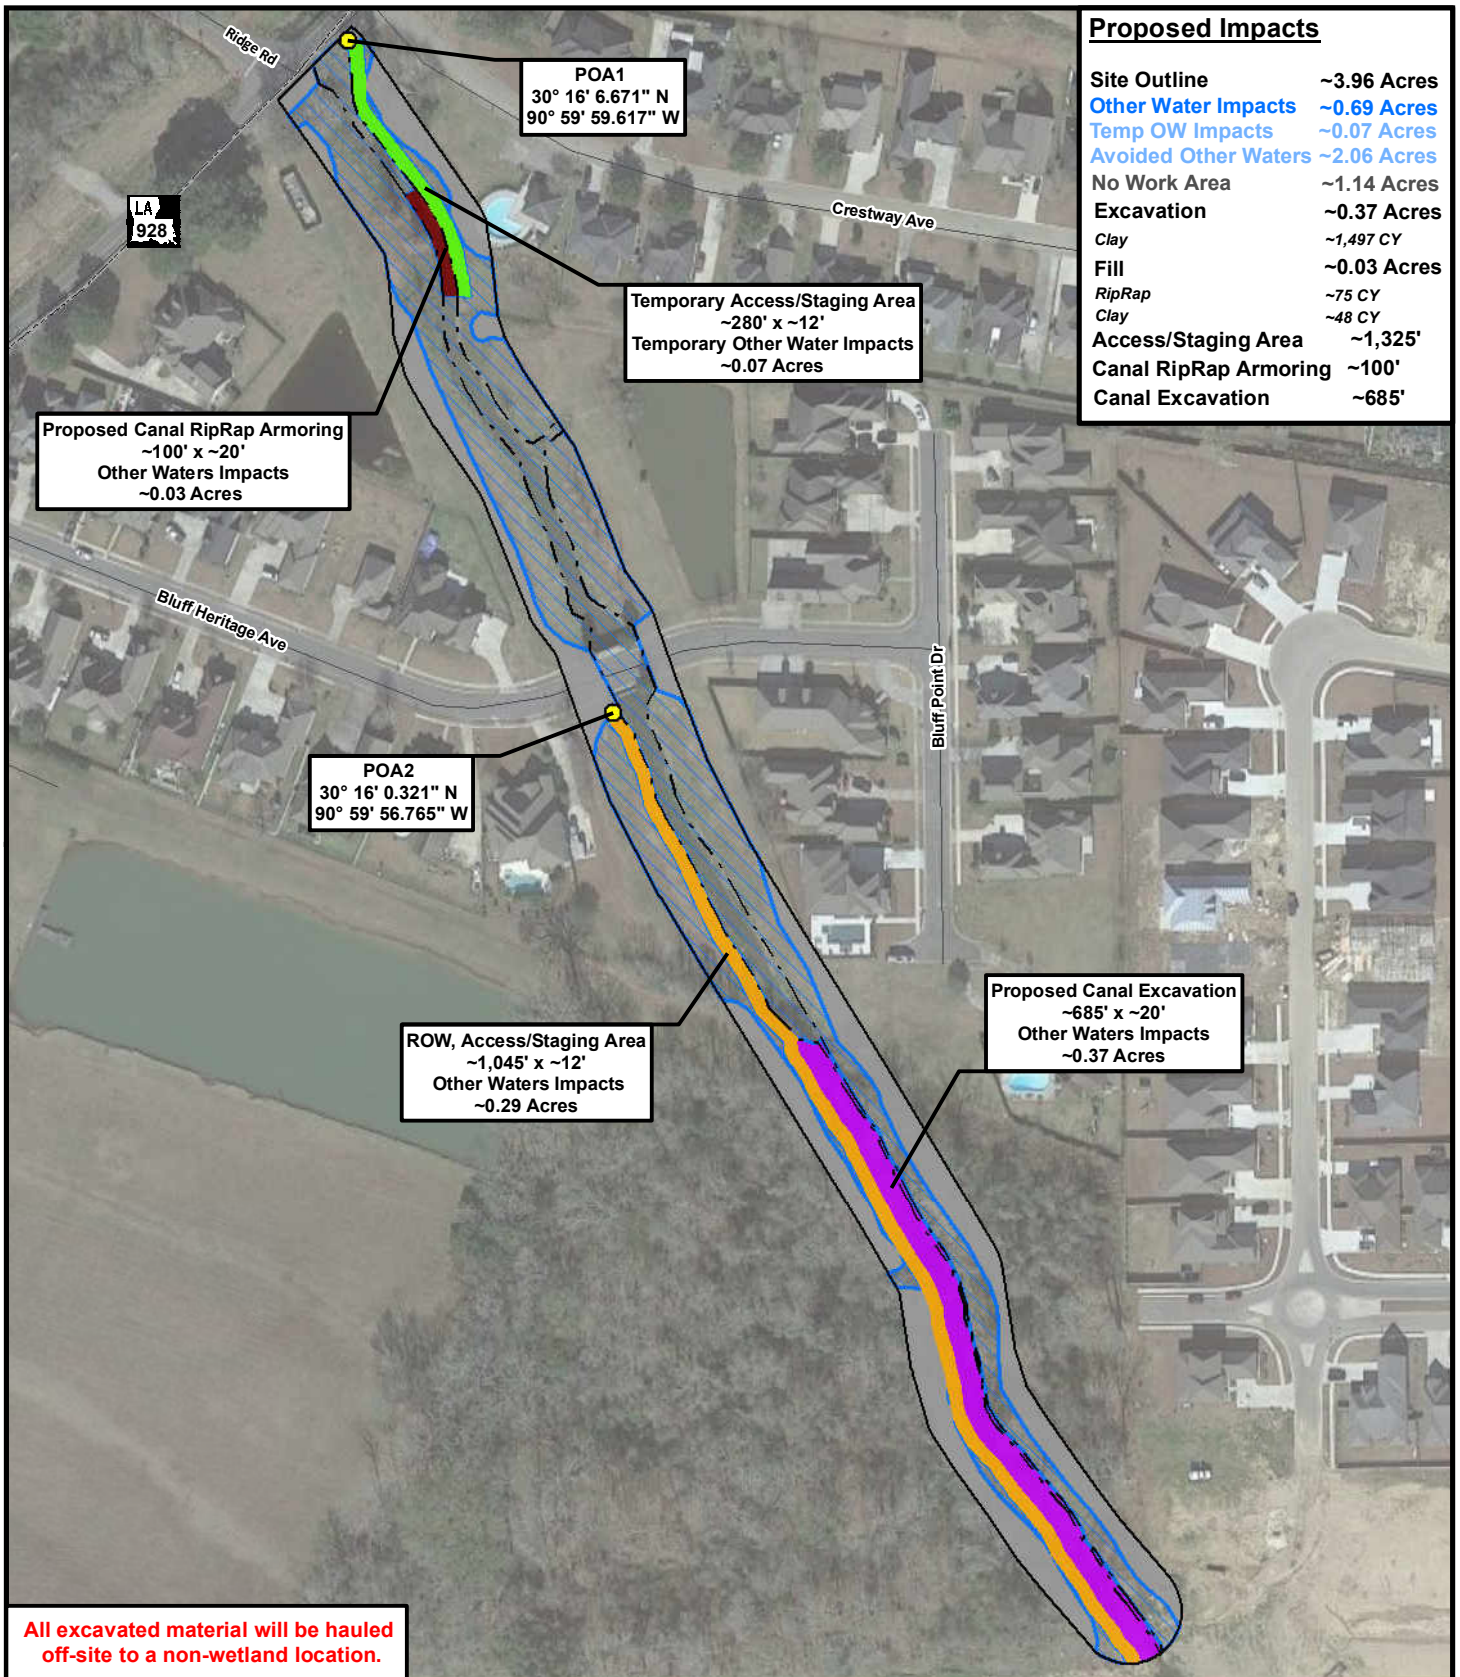 Proposed Impacts
Site Outline ~3.96 Acres
Other Water Impacts ~0.69 Acres
Temp OW Impacts ~0.07 Acres
Avoided Other Waters ~2.06 Acres
No Work Area ~1.14 Acres
Excavation ~0.37 Acres
Clay ~1,497 CY
Fill ~0.03 Acres
RipRap ~75 CY
Clay ~48 CY
Access/Staging Area ~1,325'
Canal RipRap Armoring ~100'
Canal Excavation ~685'
Ridge Rd
POA1
30° 16' 6.671" N
90° 59' 59.617" W
LA
928
Crestway Ave
Temporary Access/Staging Area
~280' x ~12'
Temporary Other Water Impacts
~0.07 Acres
Proposed Canal RipRap Armoring
~100' x ~20'
Other Waters Impacts
~0.03 Acres
Bluff Heritage Ave
Bluff Point Dr
POA2
30° 16' 0.321" N
90° 59' 56.765" W
Proposed Canal Excavation
~685' x ~20'
Other Waters Impacts
~0.37 Acres
ROW, Access/Staging Area
~1,045' x ~12'
Other Waters Impacts
~0.29 Acres
All excavated material will be hauled
off-site to a non-wetland location.